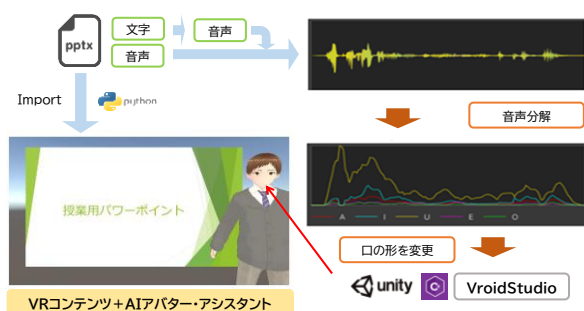 pptx
文字
音声
音声
Import
python
音声分解
授業用パワーポイント
A I U E O
口の形を変更
unity
VroidStudio
VRコンテンツ+AIアバター・アシスタント